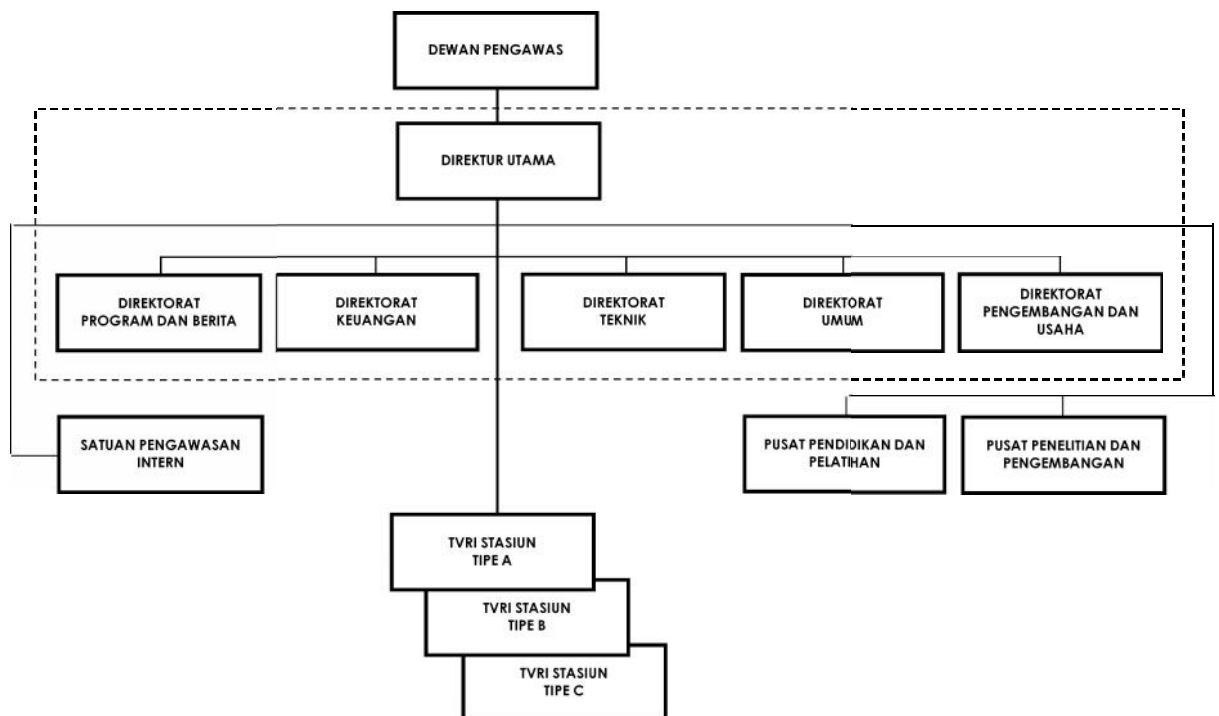 DEWAN PENGAWAS
DIREKTUR UTAMA
DIREKTORAT
PROGRAM DAN BERITA
DIREKTORAT
KEUANGAN
DIREKTORAT
TEKNIK
DIREKTORAT
UMUM
DIREKTORAT
PENGEMBANGAN DAN
USAHA
SATUAN PENGAWASAN
INTERN
PUSAT PENDIDIKAN DAN
PELATIHAN
PUSAT PENELITIAN DAN
PENGEMBANGAN
TVRI STASIUN
TIPE A
TVRI STASIUN
TIPE B
TVRI STASIUN
TIPE C